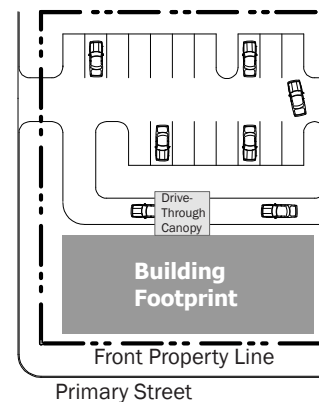 Drive-
Through
Canopy
Building
Footprint
Front Property Line
Primary Street